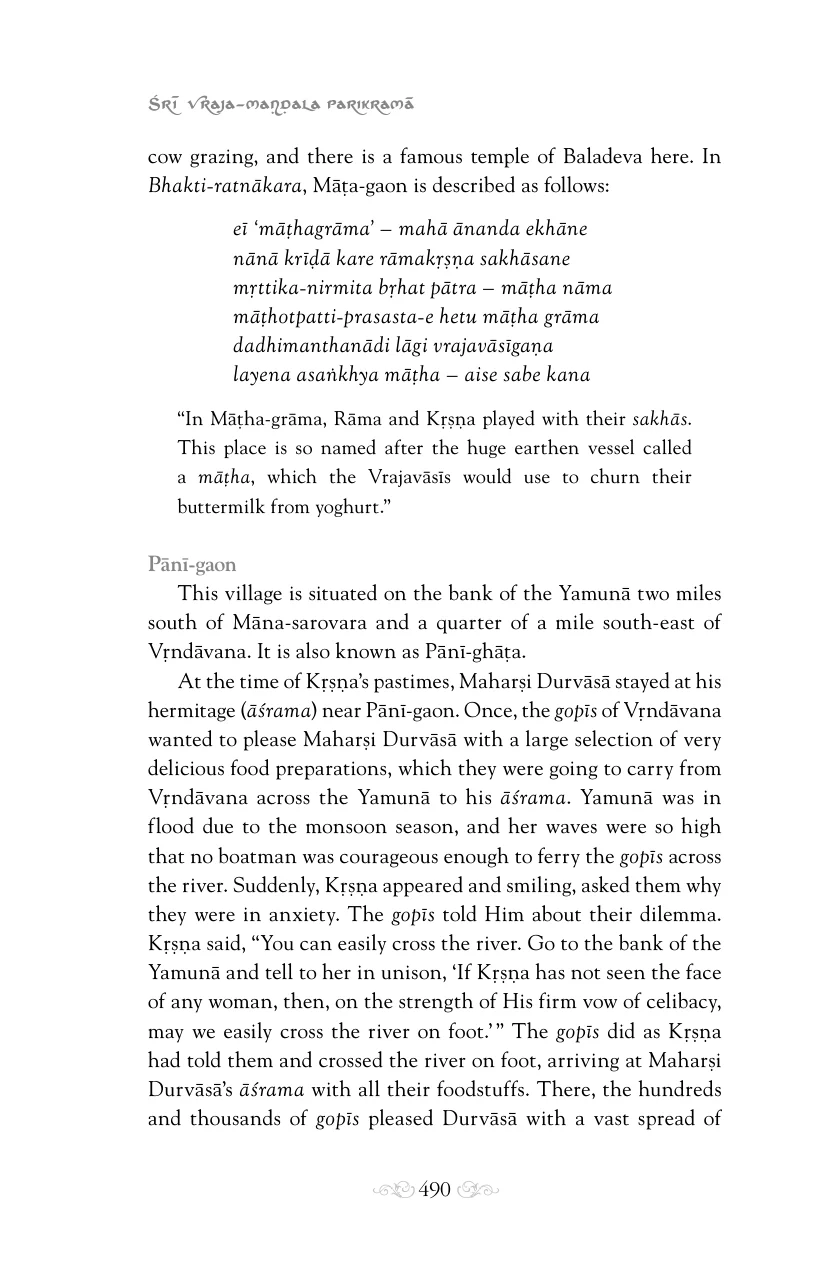 Śrī Vraja-maṇḍala Parikramā
cow grazing, and there is a famous temple of Baladeva here. In
Bhakti-ratnākara, Māṭa-gaon is described as follows:
eī ‘māṭhagrāma’ – mahā ānanda ekhāne
nānā krīḍā kare rāmakṛṣṇa sakhāsane
mṛttika-nirmita bṛhat pātra – māṭha nāma
māṭhotpatti-prasasta-e hetu māṭha grāma
dadhimanthanādi lāgi vrajavāsīgaṇa
layena asaṅkhya māṭha – aise sabe kana
“In Māṭha-grāma, Rāma and Kṛṣṇa played with their sakhās.
This place is so named after the huge earthen vessel called
a māṭha, which the Vrajavāsīs would use to churn their
buttermilk from yoghurt.”
Pānī-gaon
This village is situated on the bank of the Yamunā two miles
south of Māna-sarovara and a quarter of a mile south-east of
Vṛndāvana. It is also known as Pānī-ghāṭa.
At the time of Kṛṣṇa’s pastimes, Maharṣi Durvāsā stayed at his
hermitage (āśrama) near Pānī-gaon. Once, the gopīs of Vṛndāvana
wanted to please Maharṣi Durvāsā with a large selection of very
delicious food preparations, which they were going to carry from
Vṛndāvana across the Yamunā to his āśrama. Yamunā was in
flood due to the monsoon season, and her waves were so high
that no boatman was courageous enough to ferry the gopīs across
the river. Suddenly, Kṛṣṇa appeared and smiling, asked them why
they were in anxiety. The gopīs told Him about their dilemma.
Kṛṣṇa said, “You can easily cross the river. Go to the bank of the
Yamunā and tell to her in unison, ‘If Kṛṣṇa has not seen the face
of any woman, then, on the strength of His firm vow of celibacy,
may we easily cross the river on foot.’ ” The gopīs did as Kṛṣṇa
had told them and crossed the river on foot, arriving at Maharṣi
Durvāsā’s āśrama with all their foodstuffs. There, the hundreds
and thousands of gopīs pleased Durvāsā with a vast spread of
490